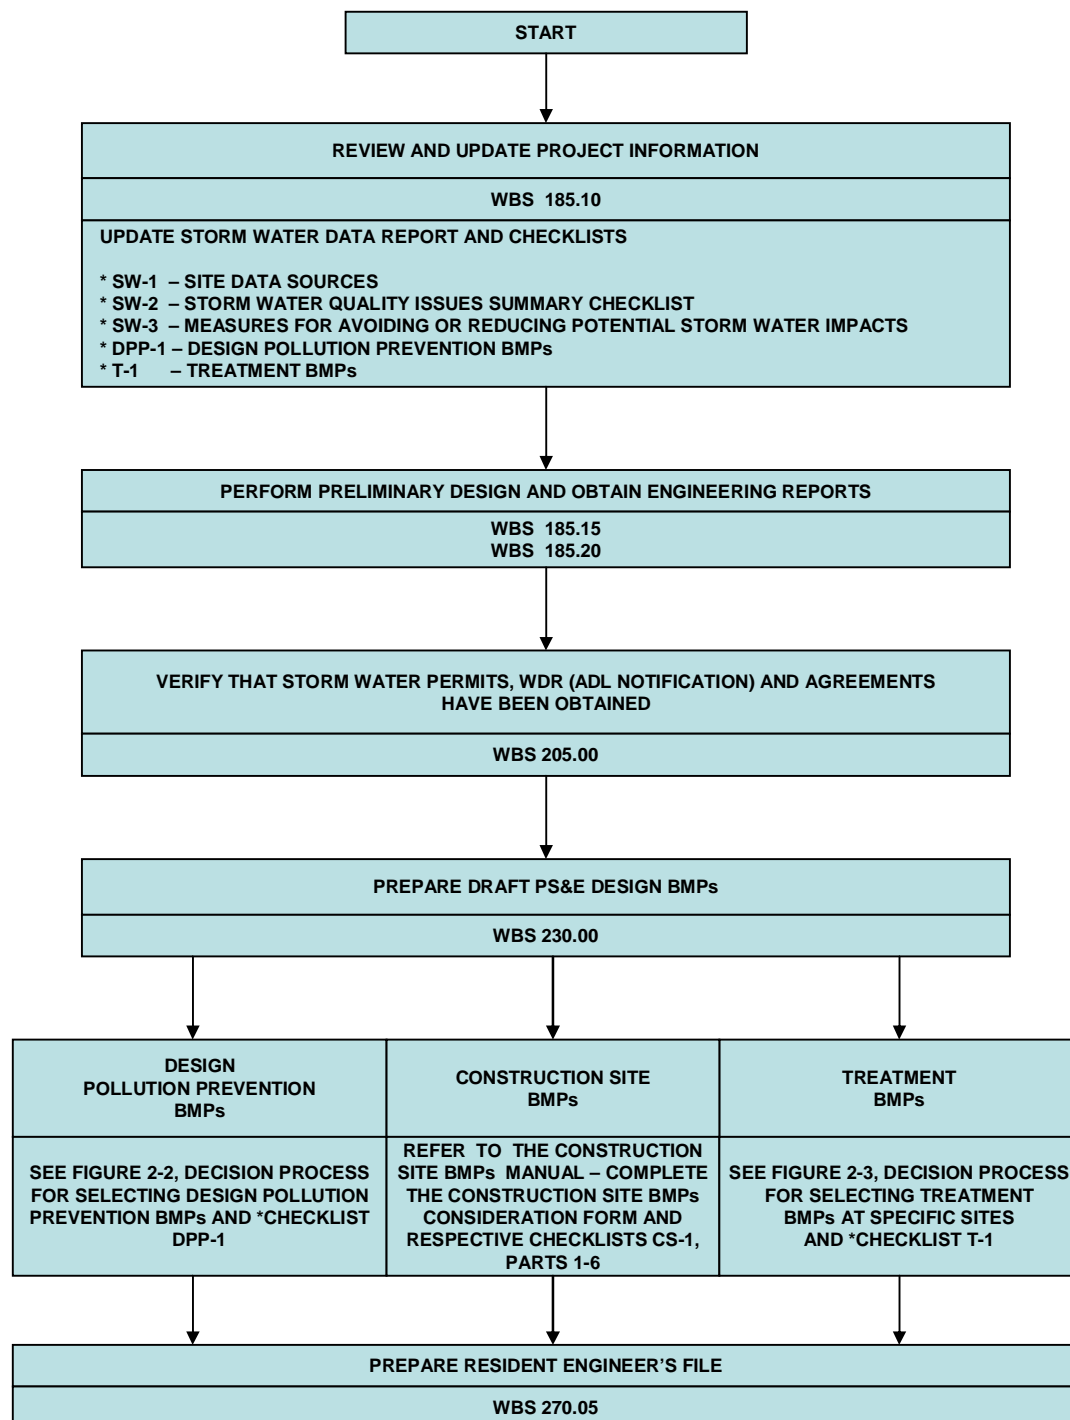 START
REVIEW AND UPDATE PROJECT INFORMATION
WBS 185.10
UPDATE STORM WATER DATA REPORT AND CHECKLISTS
* SW-1 – SITE DATA SOURCES
* SW-2 – STORM WATER QUALITY ISSUES SUMMARY CHECKLIST
* SW-3 – MEASURES FOR AVOIDING OR REDUCING POTENTIAL STORM WATER IMPACTS
* DPP-1 – DESIGN POLLUTION PREVENTION BMPs
* T-1 – TREATMENT BMPs
PERFORM PRELIMINARY DESIGN AND OBTAIN ENGINEERING REPORTS
WBS 185.15
WBS 185.20
VERIFY THAT STORM WATER PERMITS, WDR (ADL NOTIFICATION) AND AGREEMENTS
HAVE BEEN OBTAINED
WBS 205.00
PREPARE DRAFT PS&E DESIGN BMPs
WBS 230.00
DESIGN
POLLUTION PREVENTION
BMPs
SEE FIGURE 2-2, DECISION PROCESS
FOR SELECTING DESIGN POLLUTION
PREVENTION BMPs AND *CHECKLIST
DPP-1
CONSTRUCTION SITE
BMPs
REFER TO THE CONSTRUCTION
SITE BMPs MANUAL – COMPLETE
THE CONSTRUCTION SITE BMPs
CONSIDERATION FORM AND
RESPECTIVE CHECKLISTS CS-1,
PARTS 1-6
TREATMENT
BMPs
SEE FIGURE 2-3, DECISION PROCESS
FOR SELECTING TREATMENT
BMPs AT SPECIFIC SITES
AND *CHECKLIST T-1
PREPARE RESIDENT ENGINEER’S FILE
WBS 270.05